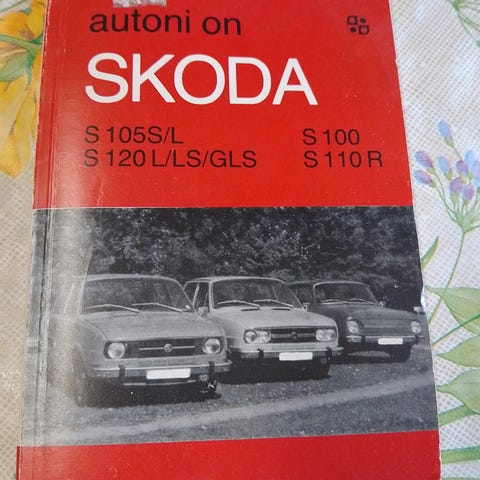 autoni on
SKODA
S 105 S/L S 100
S 120 L/LS/GLS S 110 R